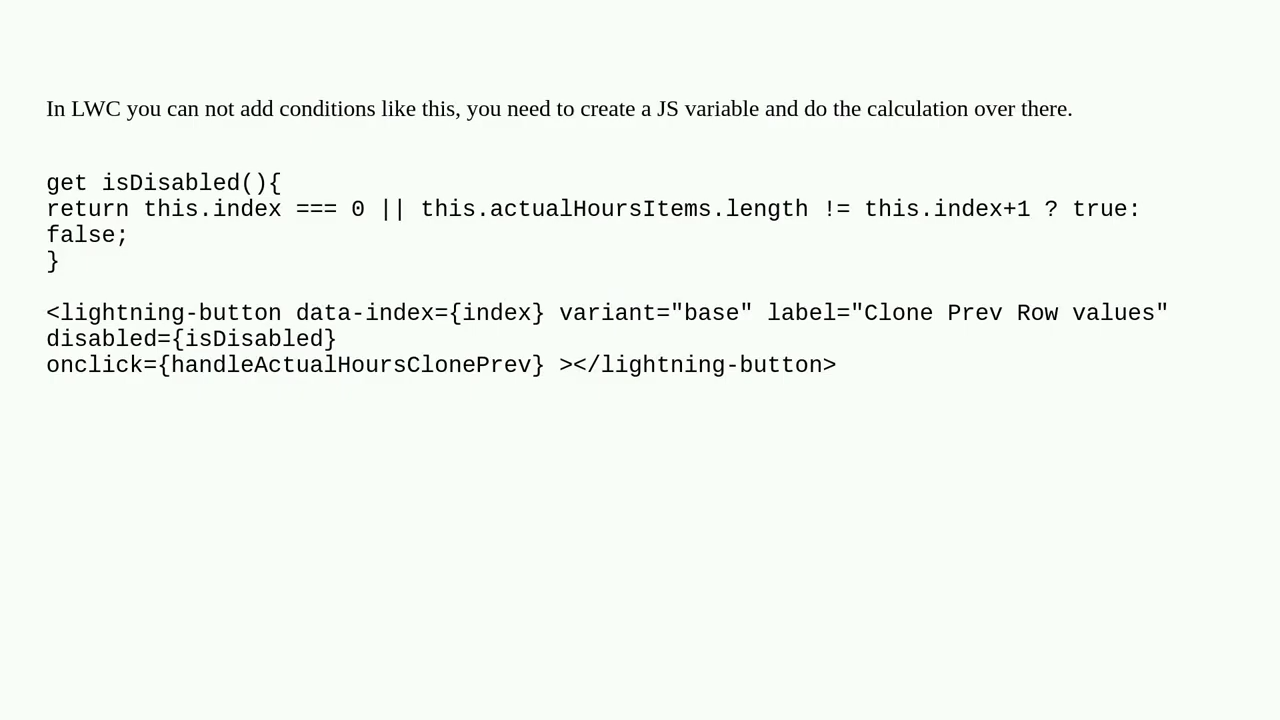 In LWC you can not add conditions like this, you need to create a JS variable and do the calculation over there.
get isDisabled(){
return this.index === 0 || this.actualHoursItems.length != this.index+1 ? true:
false;
}
<lightning-button data-index={index} variant="base" label="Clone Prev Row values"
disabled={isDisabled}
onclick={handleActualHoursClonePrev} ></lightning-button>